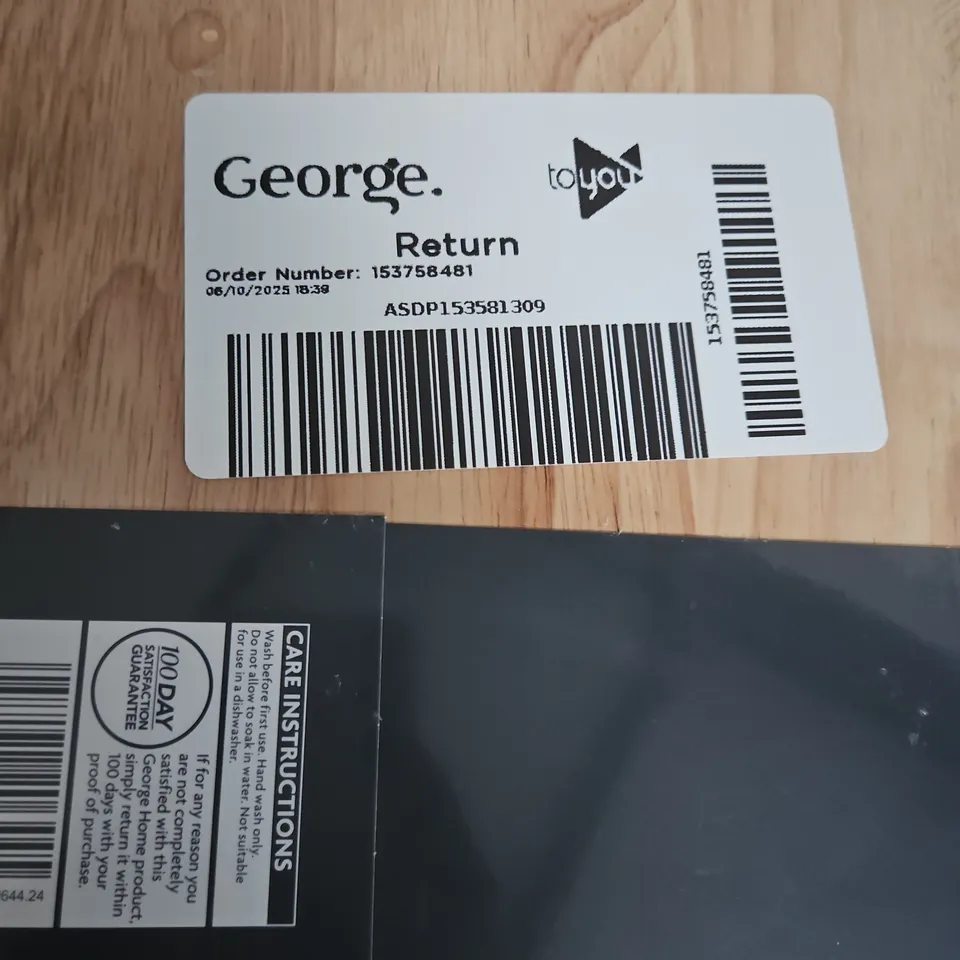 George.
toyou
Return
Order Number: 153758481
06/10/2025 18:39
ASDP153581309
153758481
CARE INSTRUCTIONS
Wash before first use. Hand wash only.
Do not allow to soak in water. Not suitable
for use in a dishwasher.
100 DAY
SATISFACTION
GUARANTEE
If for any reason you
are not completely
satisfied with this
George Home product,
simply return it within
100 days with your
proof of purchase.
644.24